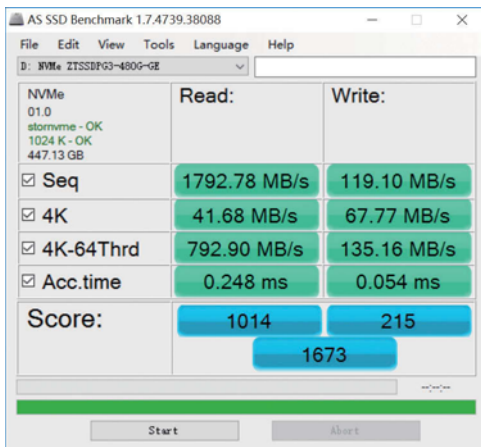 AS SSD Benchmark 1.7.4739.38088
File Edit View Tools Language Help
D: NVMe ZTSSDPG3-480G-GE
NVMe
01.0
stornvme - OK
1024 K - OK
447.13 GB
Read: Write:
Seq 1792.78 MB/s 119.10 MB/s
4K 41.68 MB/s 67.77 MB/s
4K-64Thrd 792.90 MB/s 135.16 MB/s
Acc.time 0.248 ms 0.054 ms
Score: 1014 215
1673
--:--:--
Start Abort